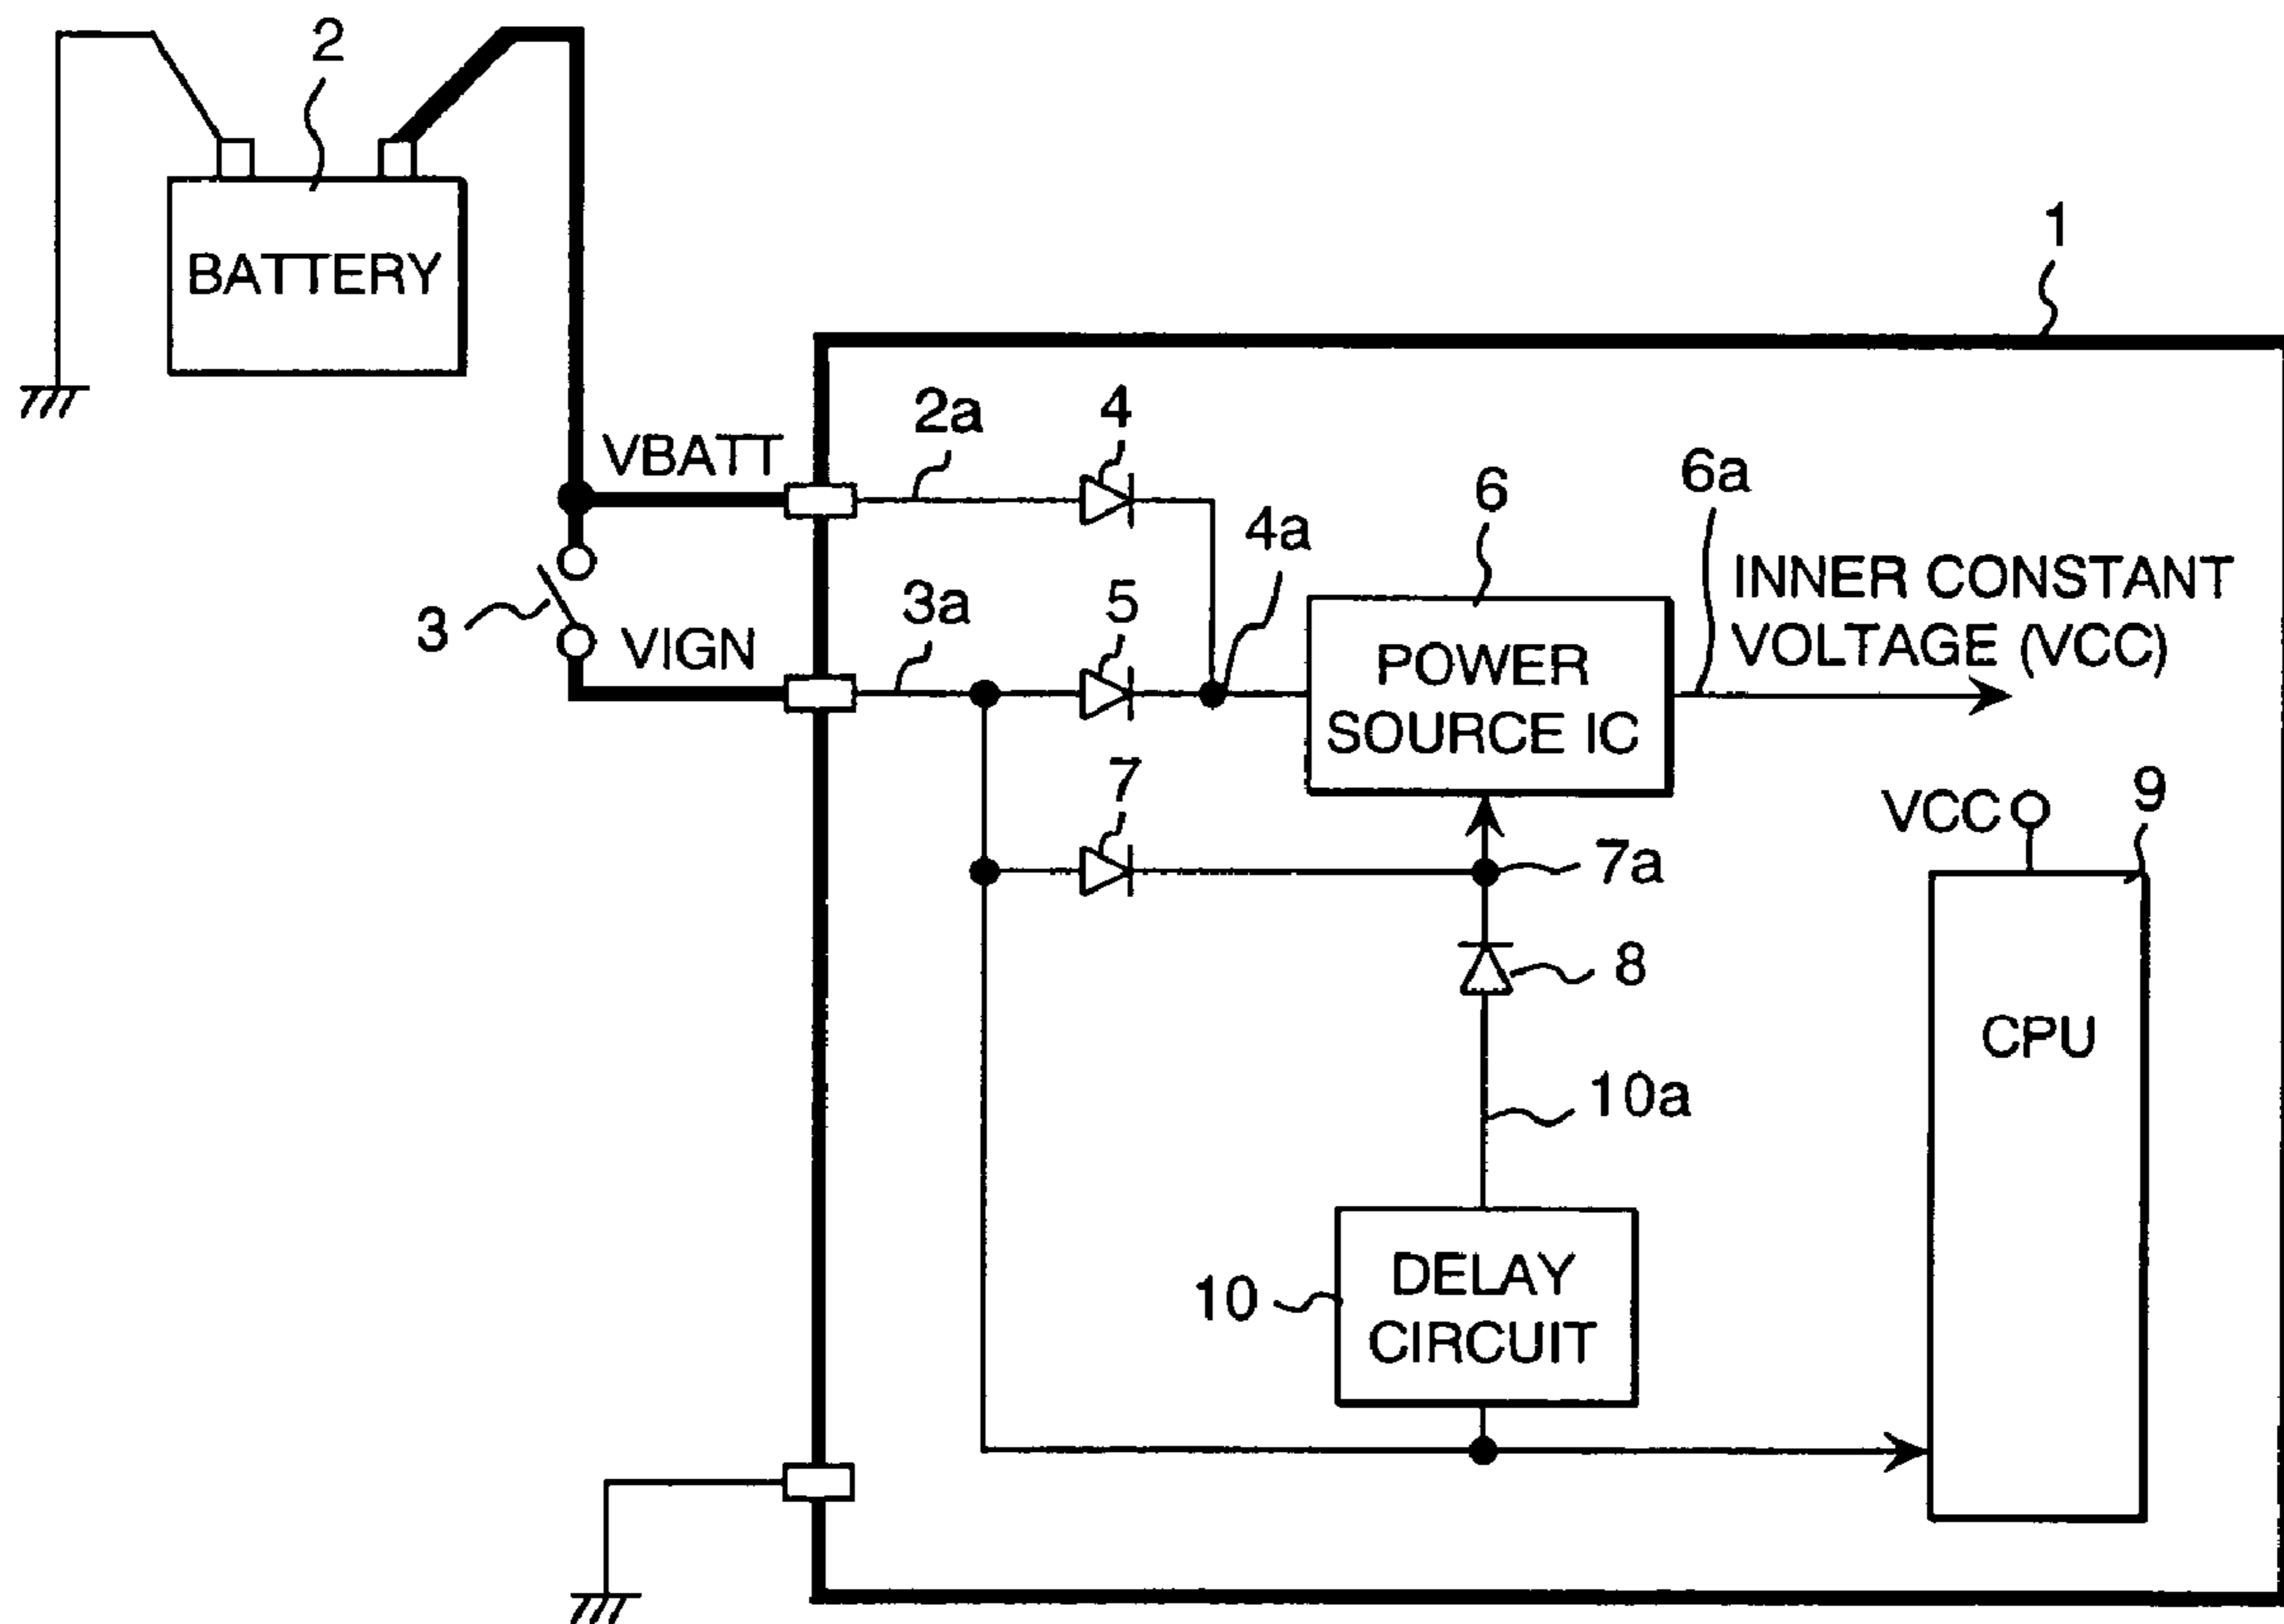 2
BATTERY
1
VBATT
2a
4
4a
6
6a
INNER CONSTANT
VOLTAGE (VCC)
3
VIGN
3a
5
POWER
SOURCE IC
7
7a
VCC
9
8
CPU
10a
10
DELAY
CIRCUIT